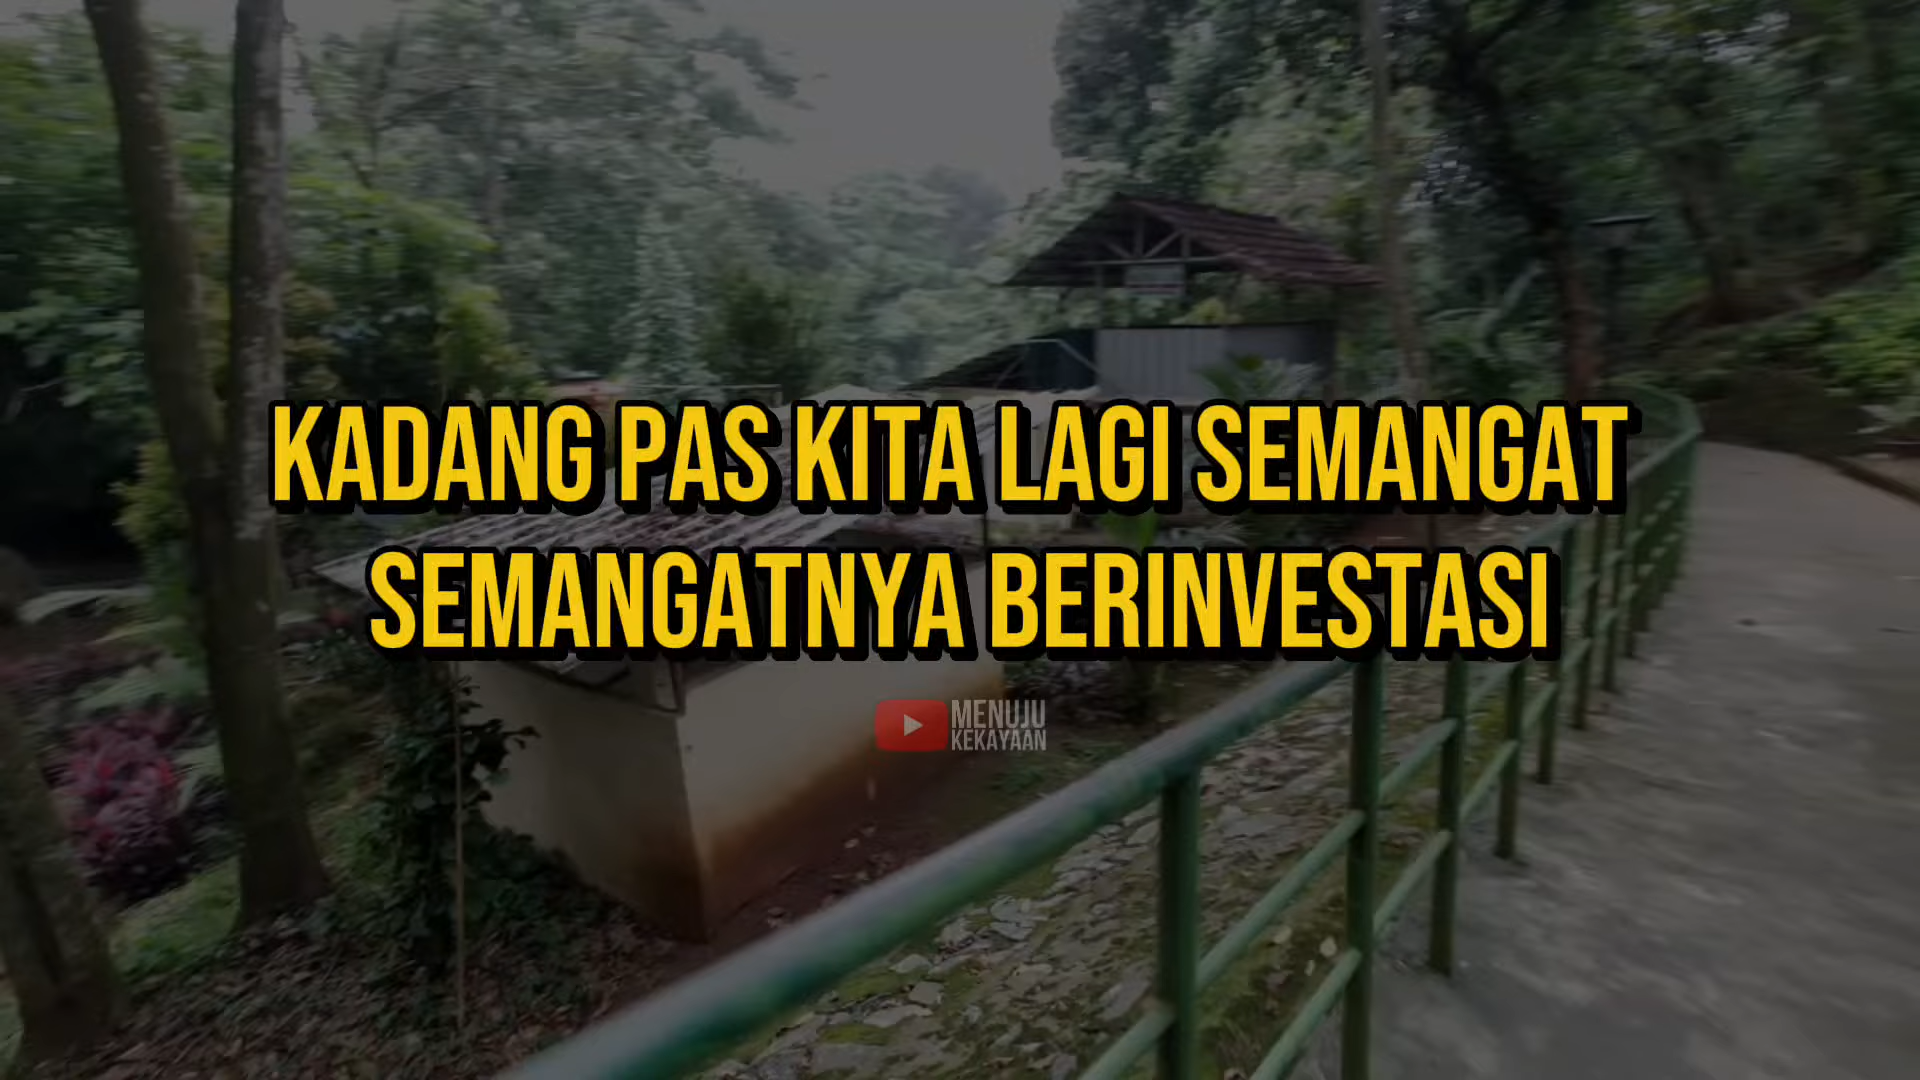 KADANG PAS KITA LAGI SEMANGAT
SEMANGATNYA BERINVESTASI
MENUJU
KEKAYAAN